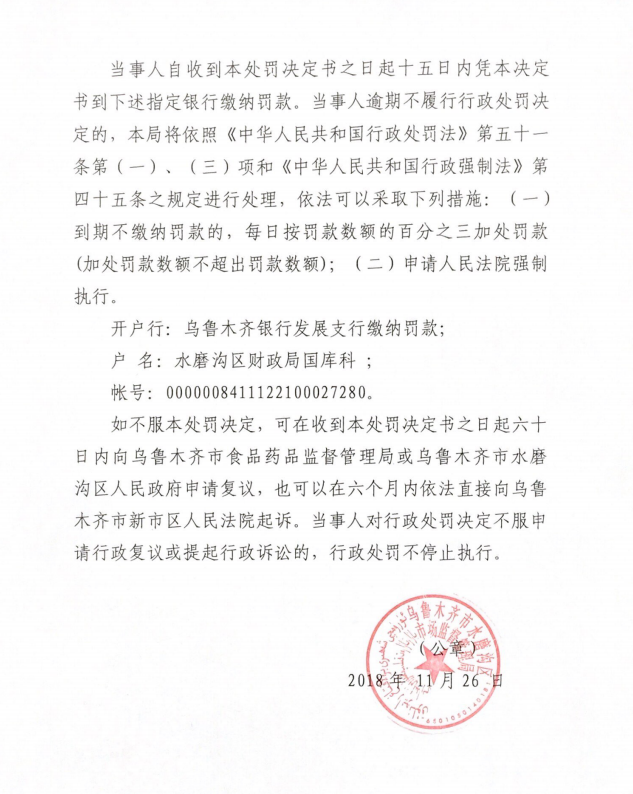 当事人自收到本处罚决定书之日起十五日内凭本决定
书到下述指定银行缴纳罚款。当事人逾期不履行行政处罚决
定的，本局将依照《中华人民共和国行政处罚法》第五十一
条第（一）、（三）项和《中华人民共和国行政强制法》第
四十五条之规定进行处理，依法可以采取下列措施：（一）
到期不缴纳罚款的，每日按罚款数额的百分之三加处罚款
(加处罚款数额不超出罚款数额)；（二）申请人民法院强制
执行。
开户行：乌鲁木齐银行发展支行缴纳罚款；
户 名：水磨沟区财政局国库科 ；
帐号：0000008411122100027280。
如不服本处罚决定，可在收到本处罚决定书之日起六十
日内向乌鲁木齐市食品药品监督管理局或乌鲁木齐市水磨
沟区人民政府申请复议，也可以在六个月内依法直接向乌鲁
木齐市新市区人民法院起诉。当事人对行政处罚决定不服申
请行政复议或提起行政诉讼的，行政处罚不停止执行。
乌鲁木齐市水磨沟区
市场监督管理局
（公章）
2018 年 11 月 26 日